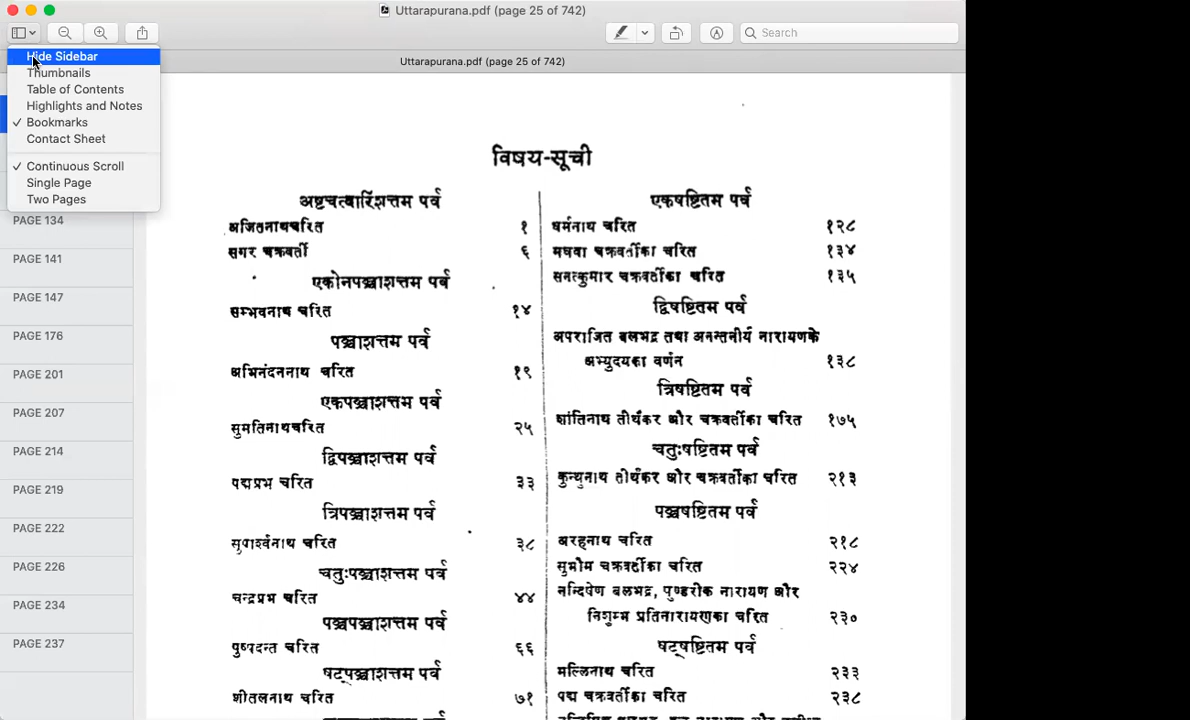 Uttarapurana.pdf (page 25 of 742)
Search
Uttarapurana.pdf (page 25 of 742)
Hide Sidebar
Thumbnails
Table of Contents
Highlights and Notes
✓ Bookmarks
Contact Sheet
✓ Continuous Scroll
Single Page
Two Pages
PAGE 134
PAGE 141
PAGE 147
PAGE 176
PAGE 201
PAGE 207
PAGE 214
PAGE 219
PAGE 222
PAGE 226
PAGE 234
PAGE 237
विषय-सूची
अष्टचत्वारिंशत्तम पर्व
अजितनाथचरित १
सगर चक्रवर्ती ६
एकोनपञ्चाशत्तम पर्व
सम्भवनाथ चरित १४
पञ्चाशत्तम पर्व
अभिनंदननाथ चरित १९
एकपञ्चाशत्तम पर्व
सुमतिनाथचरित २५
द्विपञ्चाशत्तम पर्व
पद्मप्रभ चरित ३३
त्रिपञ्चाशत्तम पर्व
सुपार्श्वनाथ चरित ३८
चतुःपञ्चाशत्तम पर्व
चन्द्रप्रभ चरित ४४
पञ्चपञ्चाशत्तम पर्व
पुष्पदन्त चरित ६६
षट्पञ्चाशत्तम पर्व
शीतलनाथ चरित ७१
एकषष्टितम पर्व
धर्मनाथ चरित १२८
मघवा चक्रवर्तीका चरित १३४
सनत्कुमार चक्रवर्तीका चरित १३५
द्विषष्टितम पर्व
अपराजित बलभद्र तथा अनन्तवीर्य नारायणके
अभ्युदयका वर्णन १३८
त्रिषष्टितम पर्व
शांतिनाथ तीर्थंकर और चक्रवर्तीका चरित १७५
चतुःषष्टितम पर्व
कुन्थुनाथ तीर्थंकर और चक्रवर्तीका चरित २१३
पञ्चषष्टितम पर्व
अरहनाथ चरित २१८
सुभौम चक्रवर्तीका चरित २२४
नन्दिषेण बलभद्र, पुण्डरीक नारायण और
निशुम्भ प्रतिनारायणका चरित २३०
षट्षष्टितम पर्व
मल्लिनाथ चरित २३३
पद्म चक्रवर्तीका चरित २३८